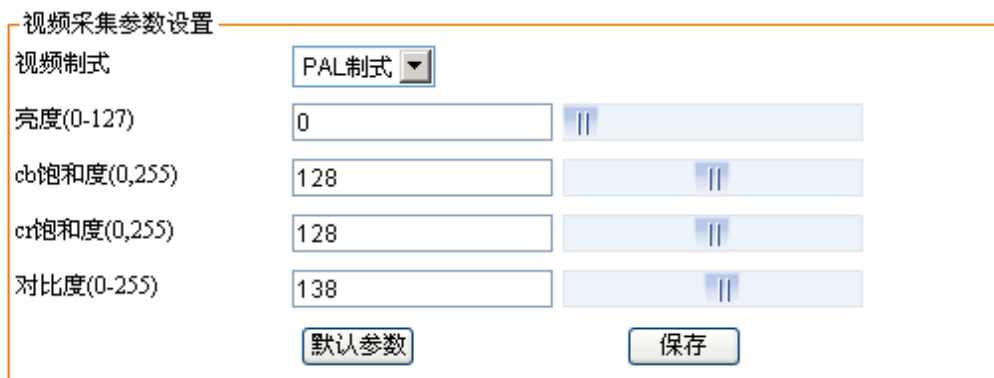 视频采集参数设置
视频制式 PAL制式
亮度(0-127) 0
cb饱和度(0,255) 128
cr饱和度(0,255) 128
对比度(0-255) 138
默认参数 保存